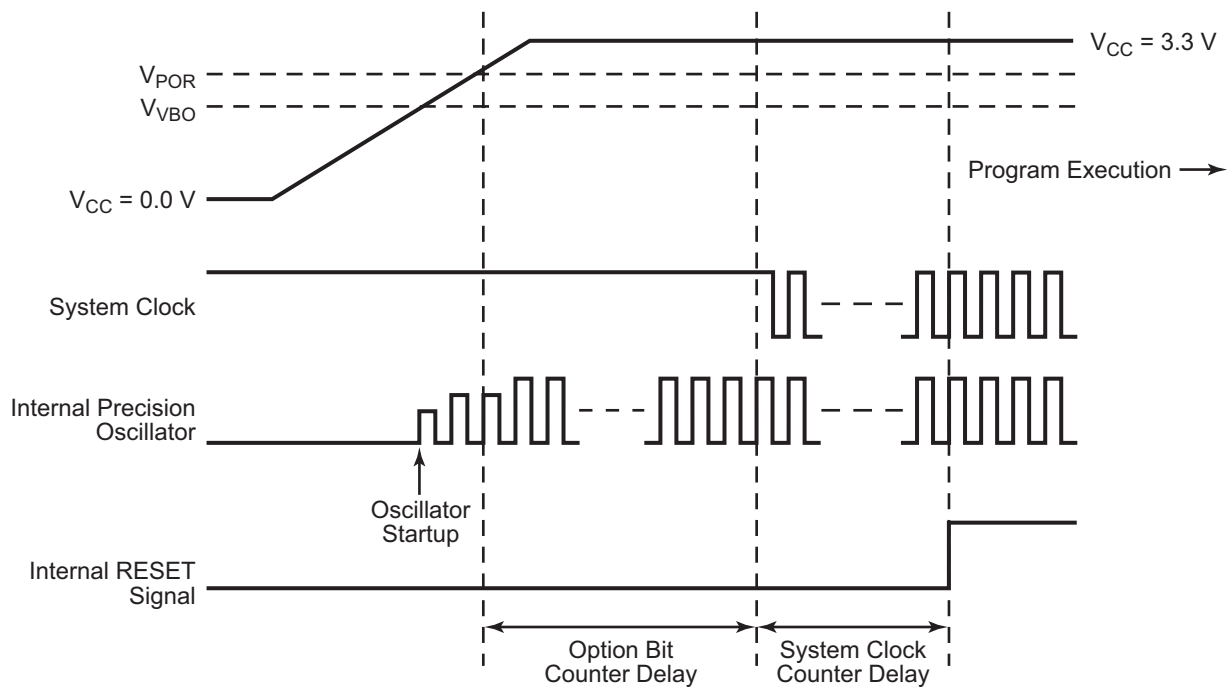 V_CC = 3.3 V
V_POR
V_VBO
Program Execution
V_CC = 0.0 V
System Clock
Internal Precision
Oscillator
Oscillator
Startup
Internal RESET
Signal
Option Bit
Counter Delay
System Clock
Counter Delay